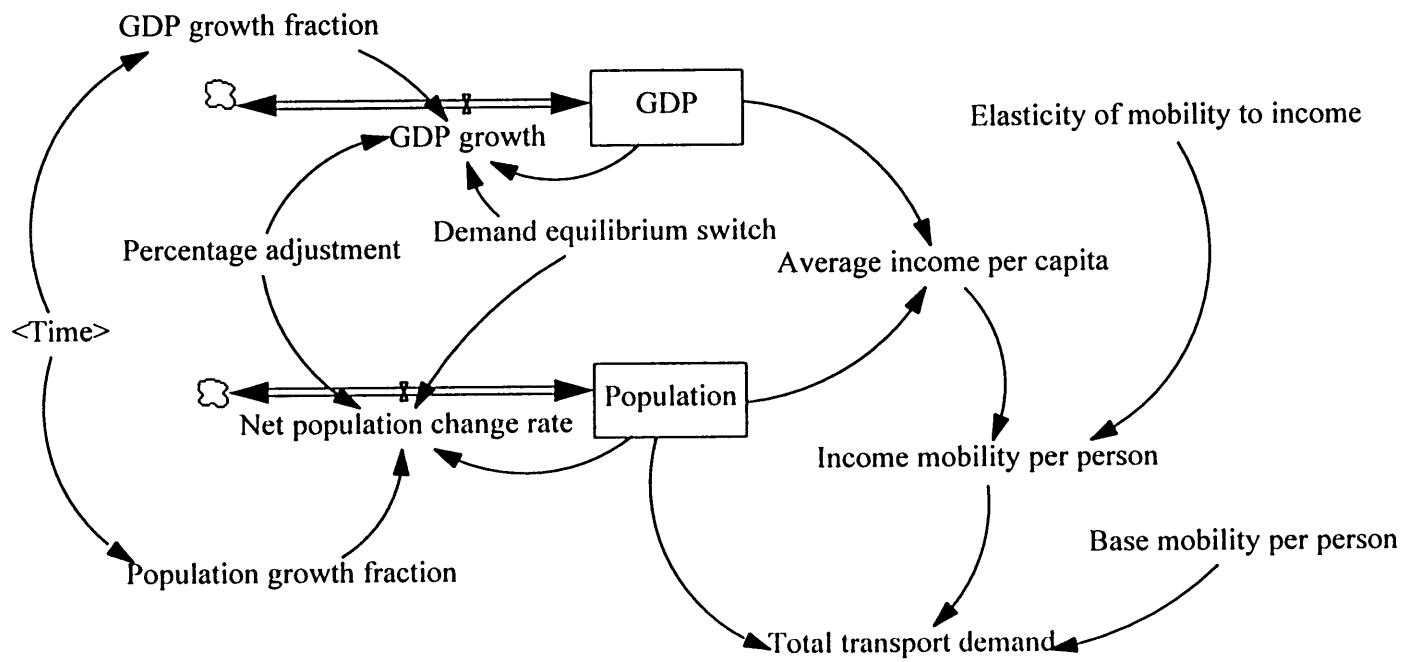 GDP growth fraction
GDP
Elasticity of mobility to income
GDP growth
Demand equilibrium switch
Percentage adjustment
Average income per capita
<Time>
Population
Net population change rate
Income mobility per person
Base mobility per person
Population growth fraction
Total transport demand